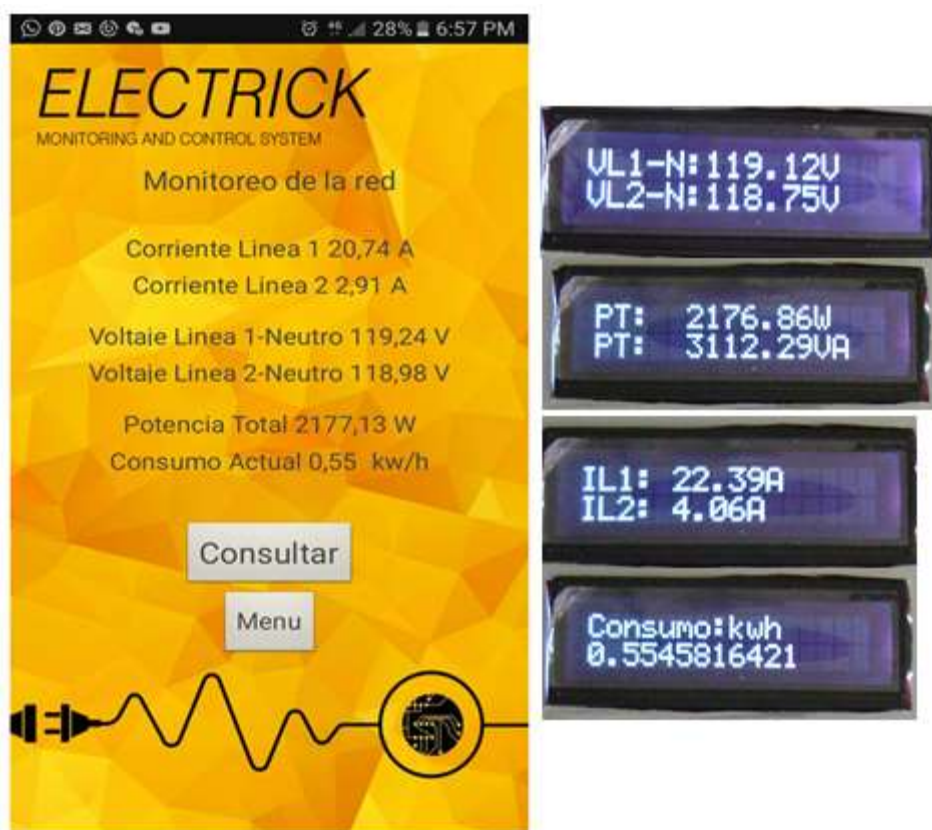 28% 6:57 PM
ELECTRICK
MONITORING AND CONTROL SYSTEM
Monitoreo de la red
Corriente Linea 1 20,74 A
Corriente Linea 2 2,91 A
Voltaje Linea 1-Neutro 119,24 V
Voltaje Linea 2-Neutro 118,98 V
Potencia Total 2177,13 W
Consumo Actual 0,55 kw/h
Consultar
Menu
VL1-N:119.12V
VL2-N:118.75V
PT: 2176.86W
PT: 3112.29VA
IL1: 22.39A
IL2: 4.06A
Consumo:kwh
0.5545816421